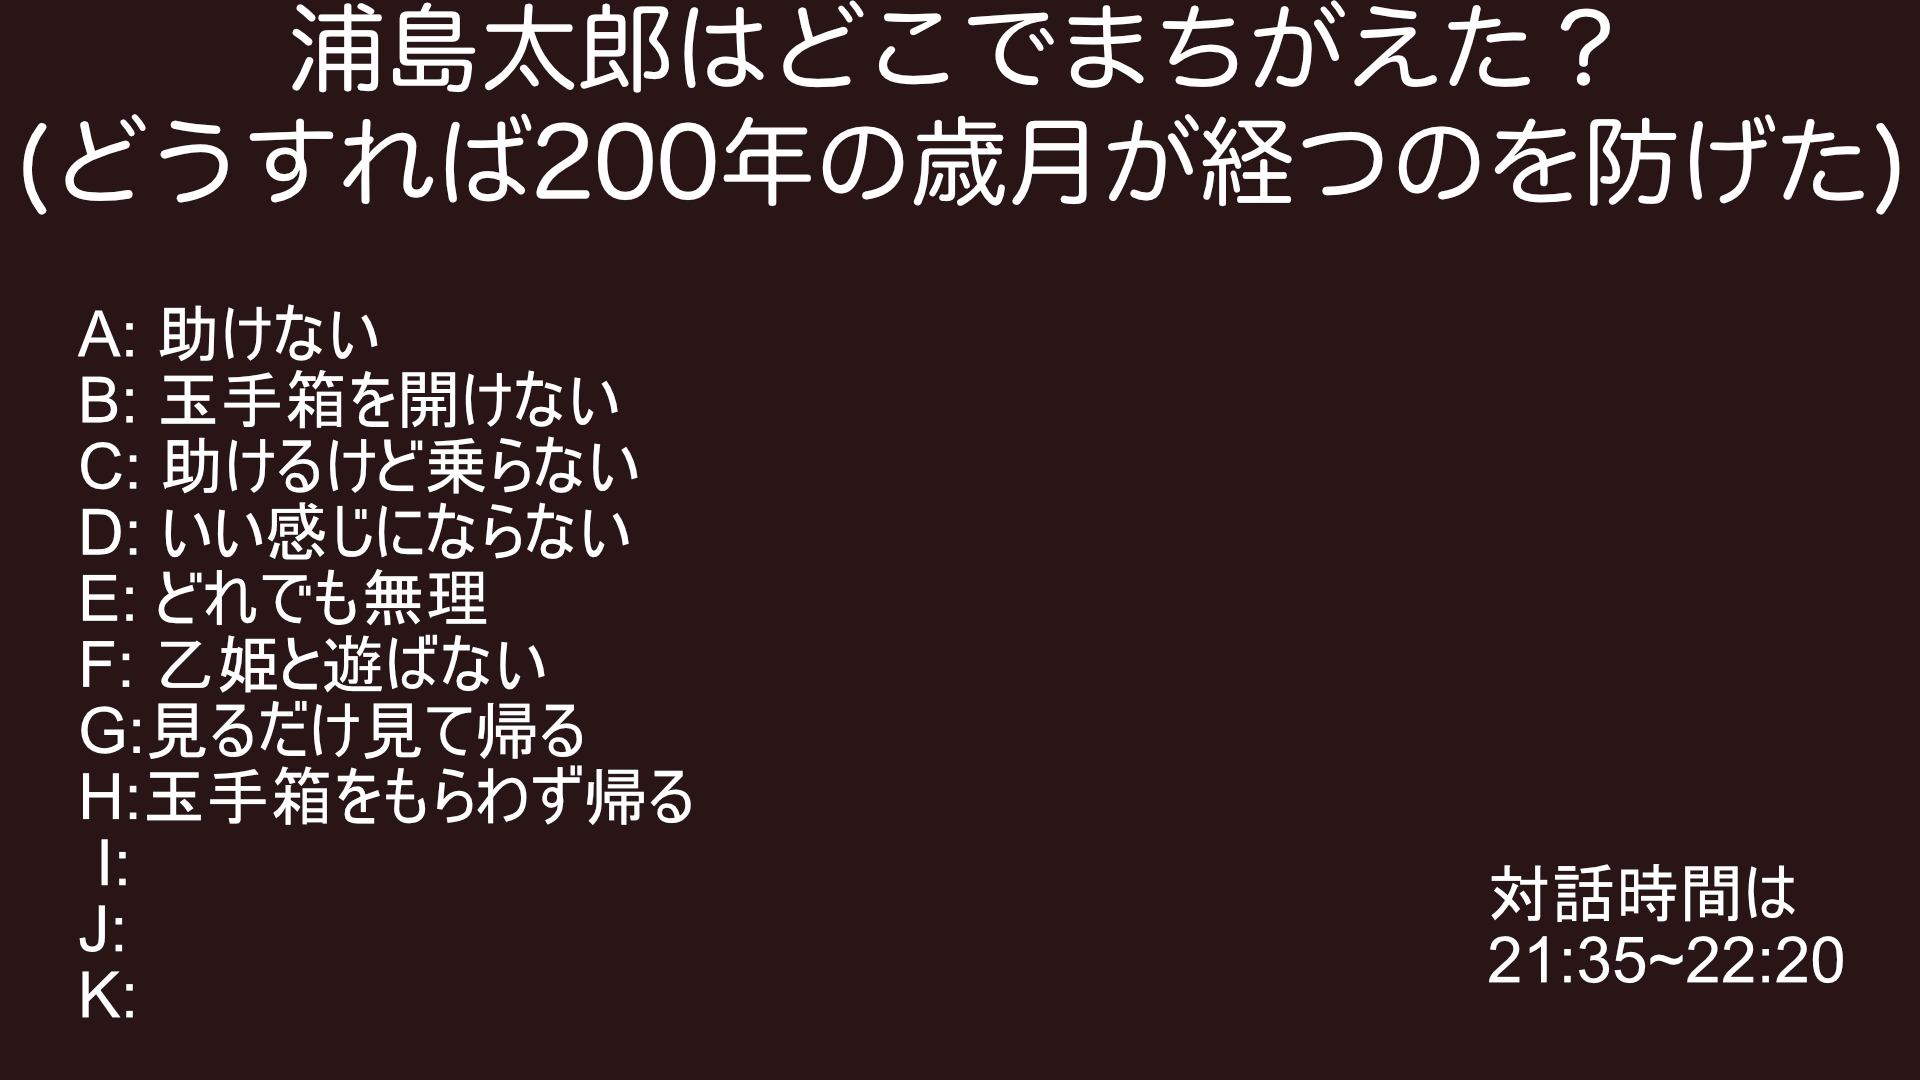 浦島太郎はどこでまちがえた？
(どうすれば200年の歳月が経つのを防げた)
A: 助けない
B: 玉手箱を開けない
C: 助けるけど乗らない
D: いい感じにならない
E: どれでも無理
F: 乙姫と遊ばない
G:見るだけ見て帰る
H:玉手箱をもらわず帰る
I:
J:
K:
対話時間は
21:35~22:20